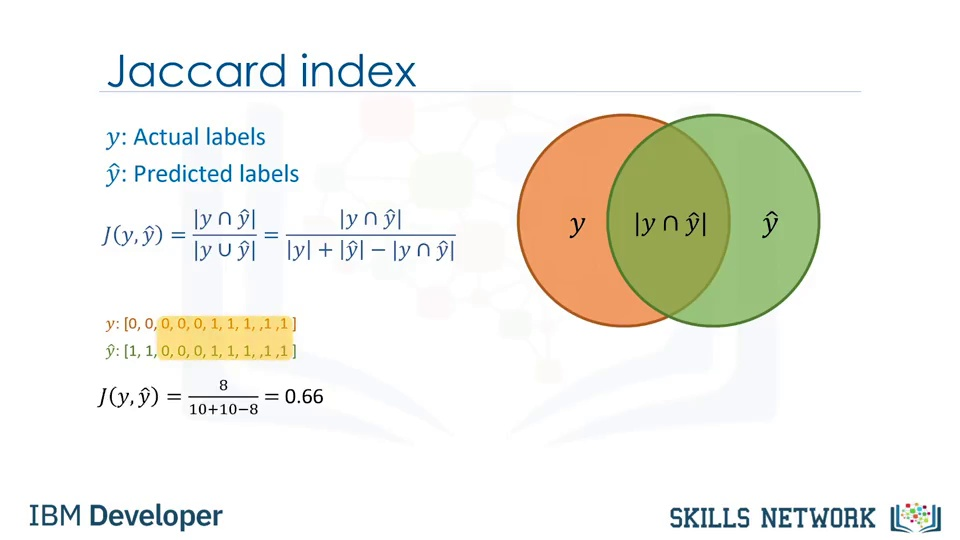 Jaccard index
y: Actual labels
ŷ: Predicted labels
J(y, ŷ) = |y ∩ ŷ| / |y ∪ ŷ| = |y ∩ ŷ| / |y| + |ŷ| − |y ∩ ŷ|
y: [0, 0, 0, 0, 0, 1, 1, 1, ,1 ,1 ]
ŷ: [1, 1, 0, 0, 0, 1, 1, 1, ,1 ,1 ]
J(y, ŷ) = 8 / 10+10−8 = 0.66
y |y ∩ ŷ| ŷ
IBM Developer
SKILLS NETWORK